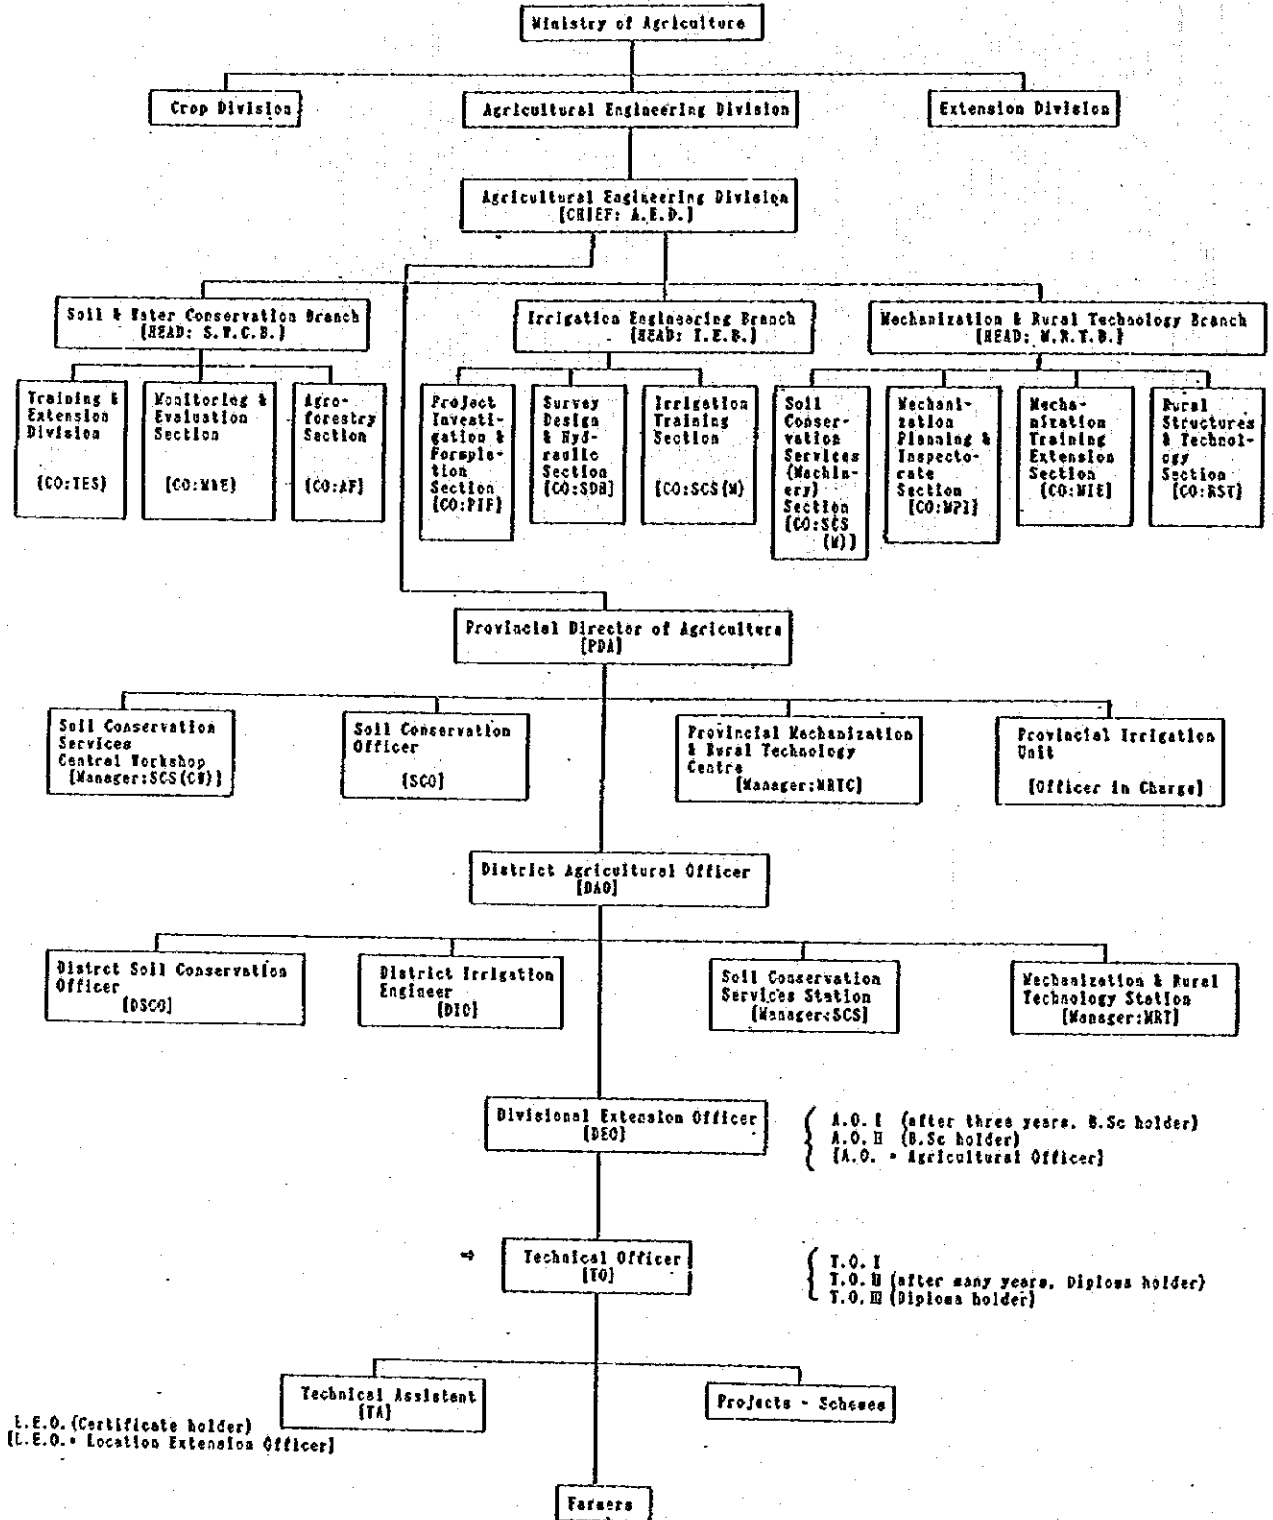 Ministry of Agriculture
Crop Division
Agricultural Engineering Division
Extension Division
Agricultural Engineering Division
[CHIEF: A.E.D.]
Soil & Water Conservation Branch
[HEAD: S.W.C.B.]
Irrigation Engineering Branch
[HEAD: I.E.B.]
Mechanization & Rural Technology Branch
[HEAD: M.R.T.B.]
Training &
Extension
Division
[CO:TES]
Monitoring &
Evaluation
Section
[CO:M&E]
Agro-
forestry
Section
[CO:AF]
Project
Investi-
gation &
Formula-
tion
Section
[CO:PIF]
Survey
Design
& Hyd-
raulic
Section
[CO:SDH]
Irrigation
Training
Section
[CO:SCS(M)
Soil
Conser-
vation
Services
(Machin-
ery)
Section
[CO:SCS
(M)]
Mechani-
zation
Planning &
Inspecto-
rate
Section
[CO:MPI]
Mecha-
nization
Training
Extension
Section
[CO:MIE]
Rural
Structures
& Technol-
ogy
Section
[CO:RST]
Provincial Director of Agriculture
[PDA]
Soil Conservation
Services
Central Workshop
[Manager:SCS(CW)]
Soil Conservation
Officer
[SCO]
Provincial Mechanization
& Rural Technology
Centre
[Manager:MRTC]
Provincial Irrigation
Unit
[Officer in Charge]
District Agricultural Officer
[DAO]
Distrct Soil Conservation
Officer
[DSCO]
District Irrigation
Engineer
[DIC]
Soil Conservation
Services Station
[Manager:SCS]
Mechanization & Rural
Technology Station
[Manager:MRT]
Divisional Extension Officer
[DEO]
A.O. I (after three years, B.Sc holder)
A.O. II (B.Sc holder)
[A.O. = Agricultural Officer]
⇒ Technical Officer
[TO]
T.O. I
T.O. II (after many years, Diploma holder)
T.O. III (Diploma holder)
Technical Assistant
[TA]
Projects - Schemes
L.E.O. (Certificate holder)
[L.E.O. = Location Extension Officer]
Farmers